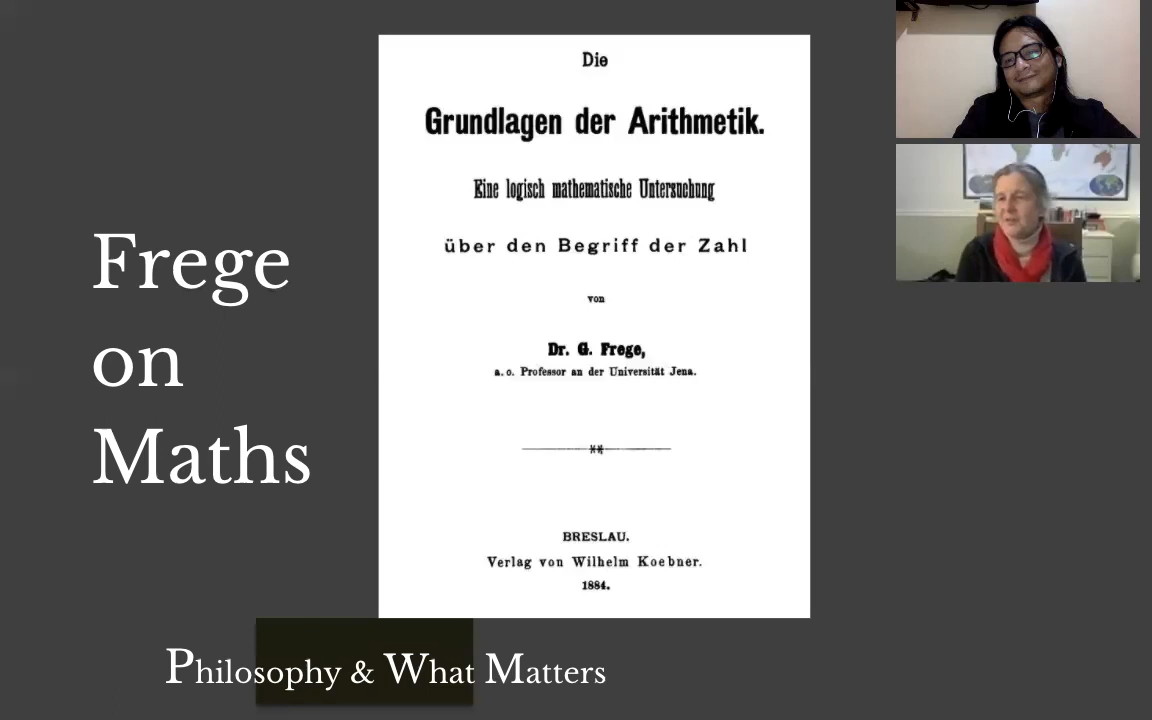 Frege
on
Maths
Die
Grundlagen der Arithmetik.
Eine logisch mathematische Untersuchung
über den Begriff der Zahl
von
Dr. G. Frege,
a. o. Professor an der Universität Jena.
BRESLAU.
Verlag von Wilhelm Koebner.
1884.
Philosophy & What Matters